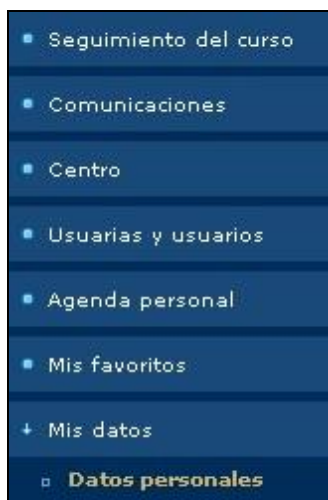 Seguimiento del curso
Comunicaciones
Centro
Usuarias y usuarios
Agenda personal
Mis favoritos
Mis datos
Datos personales